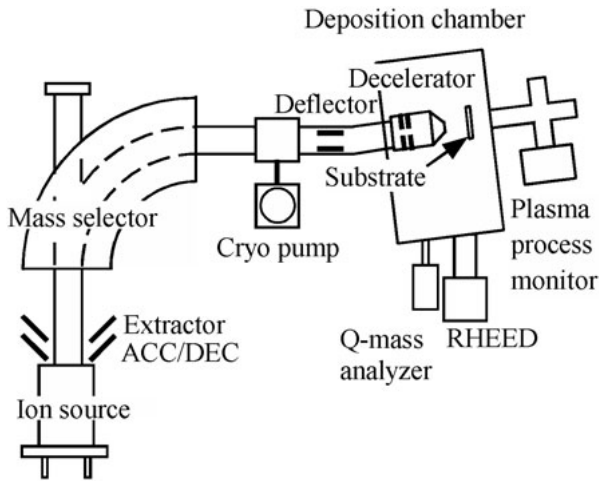 Deposition chamber
Decelerator
Deflector
Substrate
Mass selector
Cryo pump
Plasma
process
monitor
Extractor
ACC/DEC
Q-mass
analyzer
RHEED
Ion source